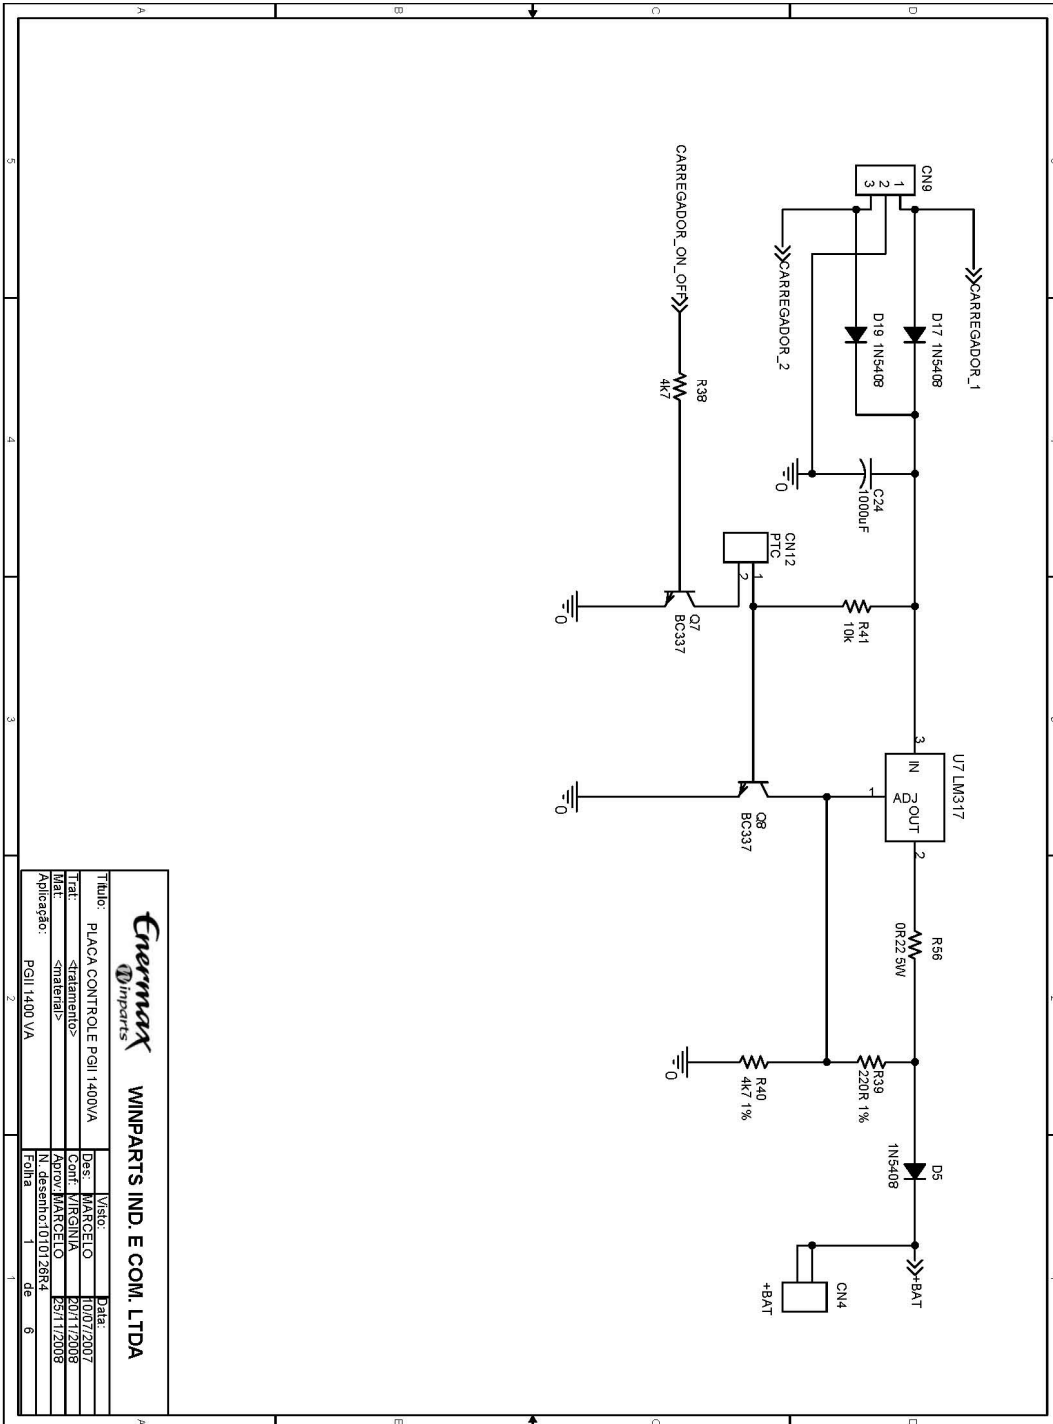 CN9
1
2
3
CARREGADOR_1
CARREGADOR_2
D17 1N5408
D19 1N5408
C24
1000uF
0
CARREGADOR_ON_OFF
R38
4k7
CN12
PTC
1
2
R41
10k
Q7
BC337
0
U7 LM317
3
IN
ADJ
OUT
1
2
Q8
BC337
0
R56
0R22 5W
R39
220R 1%
R40
4k7 1%
0
D5
1N5408
+BAT
CN4
+BAT
Enermax
Winparts
WINPARTS IND. E COM. LTDA
Título: PLACA CONTROLE PGII 1400VA
Visto: Data:
Trat: <tratamento>
Des: MARCELO 10/07/2007
Mat: <material>
Conf: VIRGINIA 20/11/2008
Aprov: MARCELO 25/11/2008
Aplicação: PGII 1400 VA
N. desenho: 1010126R4
Folha 1 de 6
5
4
3
2
1
A
B
C
D